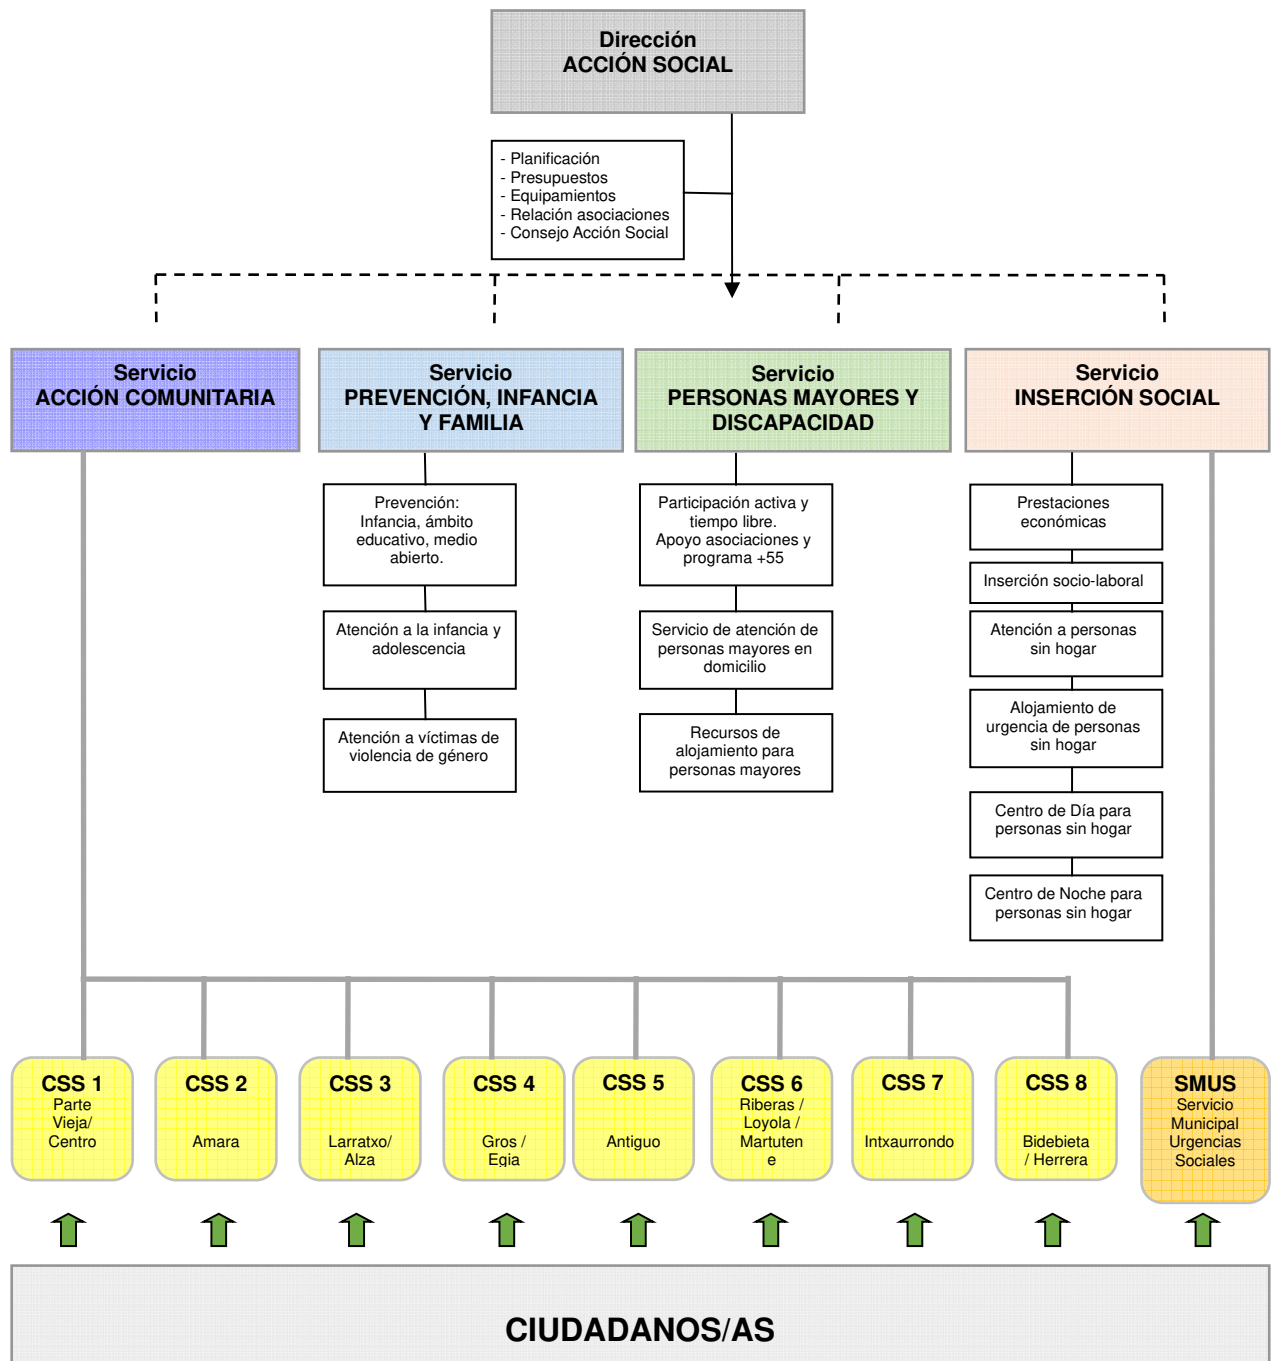 Dirección
ACCIÓN SOCIAL
- Planificación
- Presupuestos
- Equipamientos
- Relación asociaciones
- Consejo Acción Social
Servicio
ACCIÓN COMUNITARIA
Servicio
PREVENCIÓN, INFANCIA
Y FAMILIA
Servicio
PERSONAS MAYORES Y
DISCAPACIDAD
Servicio
INSERCIÓN SOCIAL
Prevención:
Infancia, ámbito
educativo, medio
abierto.
Atención a la infancia y
adolescencia
Atención a víctimas de
violencia de género
Participación activa y
tiempo libre.
Apoyo asociaciones y
programa +55
Servicio de atención de
personas mayores en
domicilio
Recursos de
alojamiento para
personas mayores
Prestaciones
económicas
Inserción socio-laboral
Atención a personas
sin hogar
Alojamiento de
urgencia de personas
sin hogar
Centro de Día para
personas sin hogar
Centro de Noche para
personas sin hogar
CSS 1
Parte
Vieja/
Centro
CSS 2
Amara
CSS 3
Larratxo/
Alza
CSS 4
Gros /
Egia
CSS 5
Antiguo
CSS 6
Riberas /
Loyola /
Martuten
e
CSS 7
Intxaurrondo
CSS 8
Bidebieta
/ Herrera
SMUS
Servicio
Municipal
Urgencias
Sociales
CIUDADANOS/AS